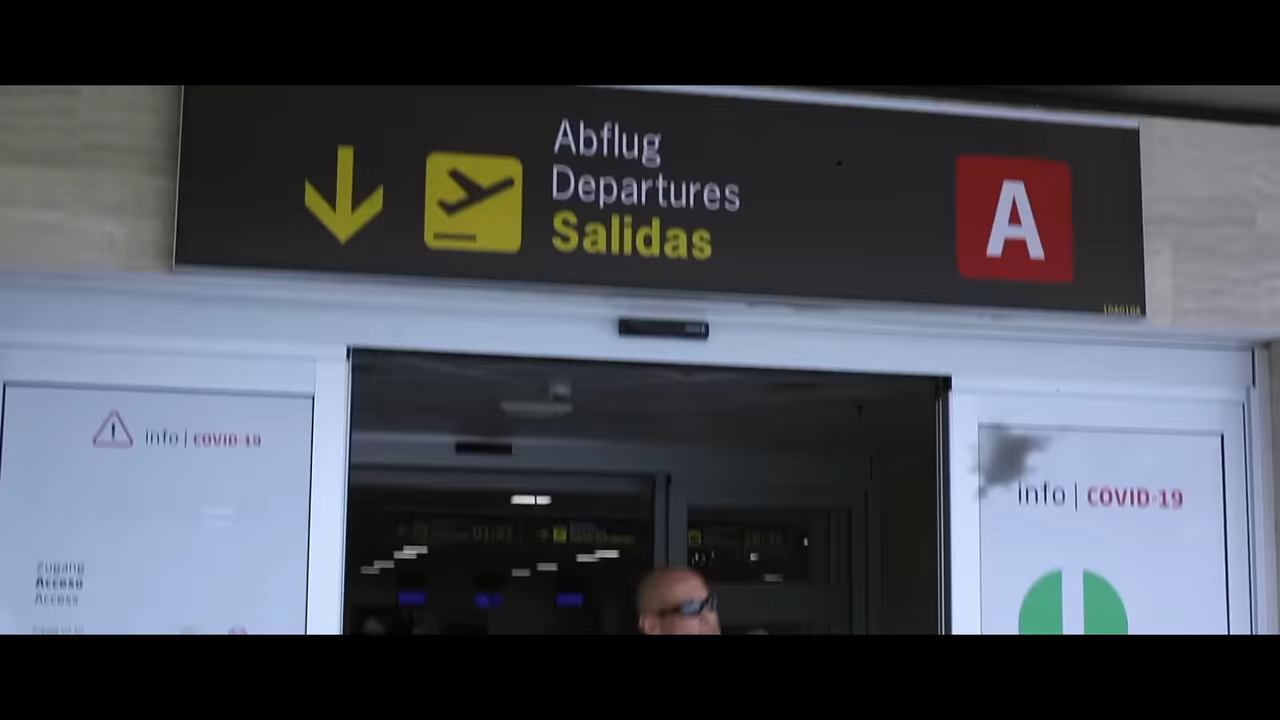 Abflug
Departures
Salidas
A
info | COVID-19
info | COVID-19
Zugang
Acceso
Access